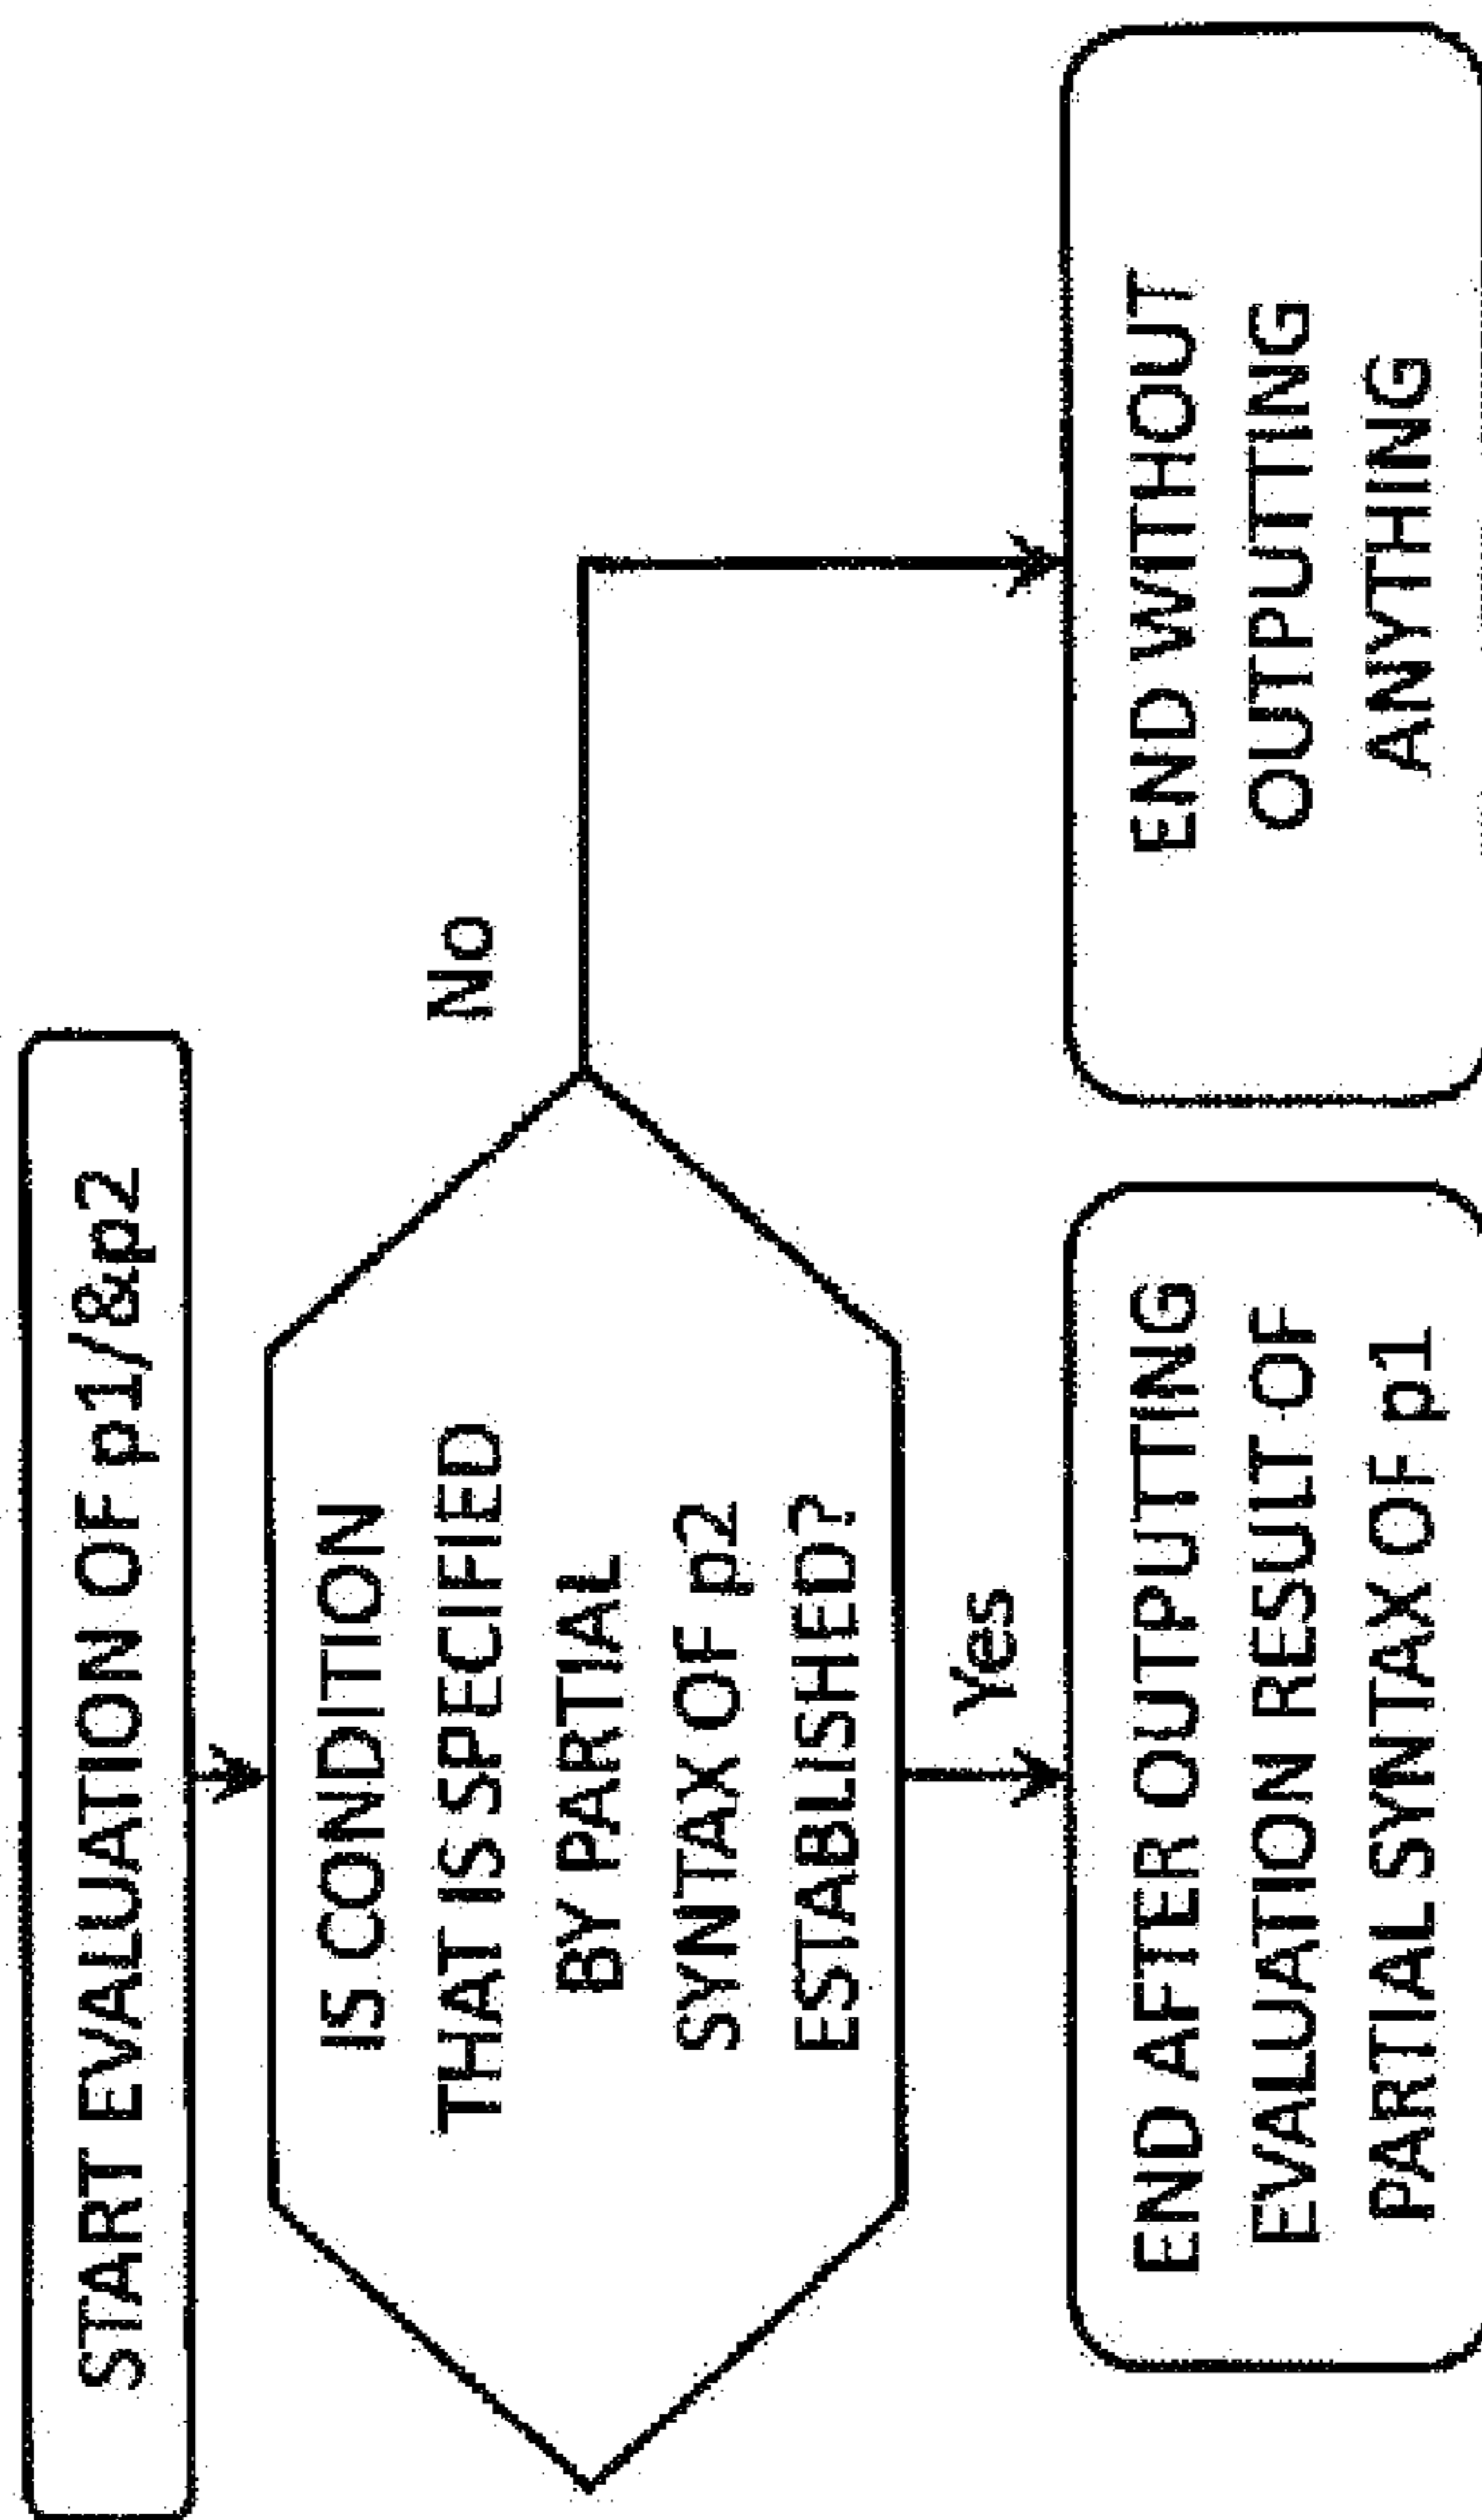 START EVALUATION OF p1/&p2
IS CONDITION
THAT IS SPECIFIED
BY PARTIAL
SYNTAX OF p2
ESTABLISHED?
No
Yes
END AFTER OUTPUTTING
EVALUATION RESULT OF
PARTIAL SYNTAX OF p1
END WITHOUT
OUTPUTTING
ANYTHING